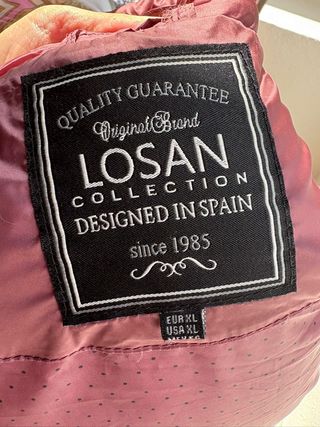 QUALITY GUARANTEE
Original Brand
LOSAN
COLLECTION
DESIGNED IN SPAIN
since 1985
EUR XL
USA XL